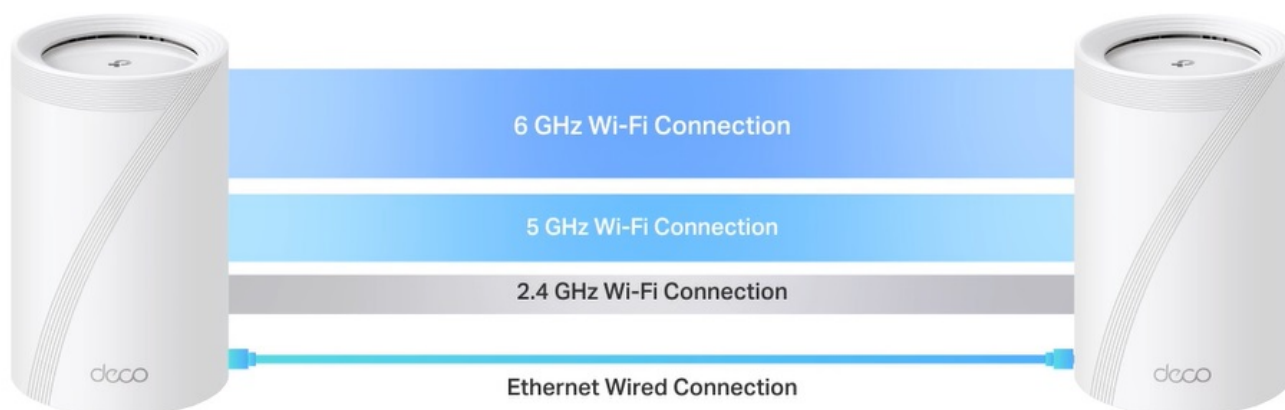 6 GHz Wi-Fi Connection
5 GHz Wi-Fi Connection
2.4 GHz Wi-Fi Connection
deco
deco
Ethernet Wired Connection